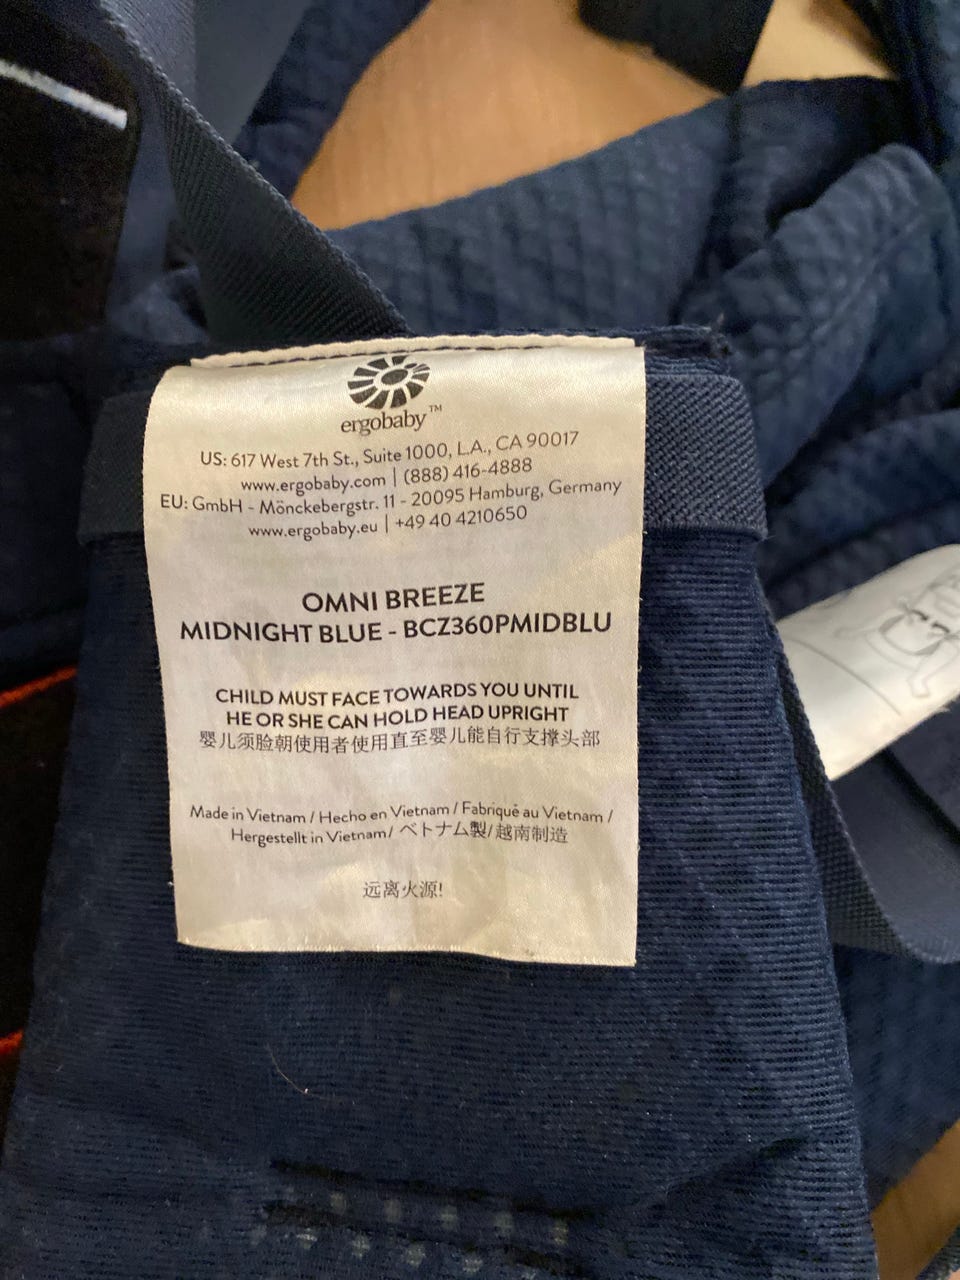 ergobaby™
US: 617 West 7th St., Suite 1000, L.A., CA 90017
www.ergobaby.com | (888) 416-4888
EU: GmbH - Mönckebergstr. 11 - 20095 Hamburg, Germany
www.ergobaby.eu | +49 40 4210650
OMNI BREEZE
MIDNIGHT BLUE - BCZ360PMIDBLU
CHILD MUST FACE TOWARDS YOU UNTIL
HE OR SHE CAN HOLD HEAD UPRIGHT
婴儿须脸朝使用者使用直至婴儿能自行支撑头部
Made in Vietnam / Hecho en Vietnam / Fabriqué au Vietnam /
Hergestellt in Vietnam/ ベトナム製/越南制造
远离火源!